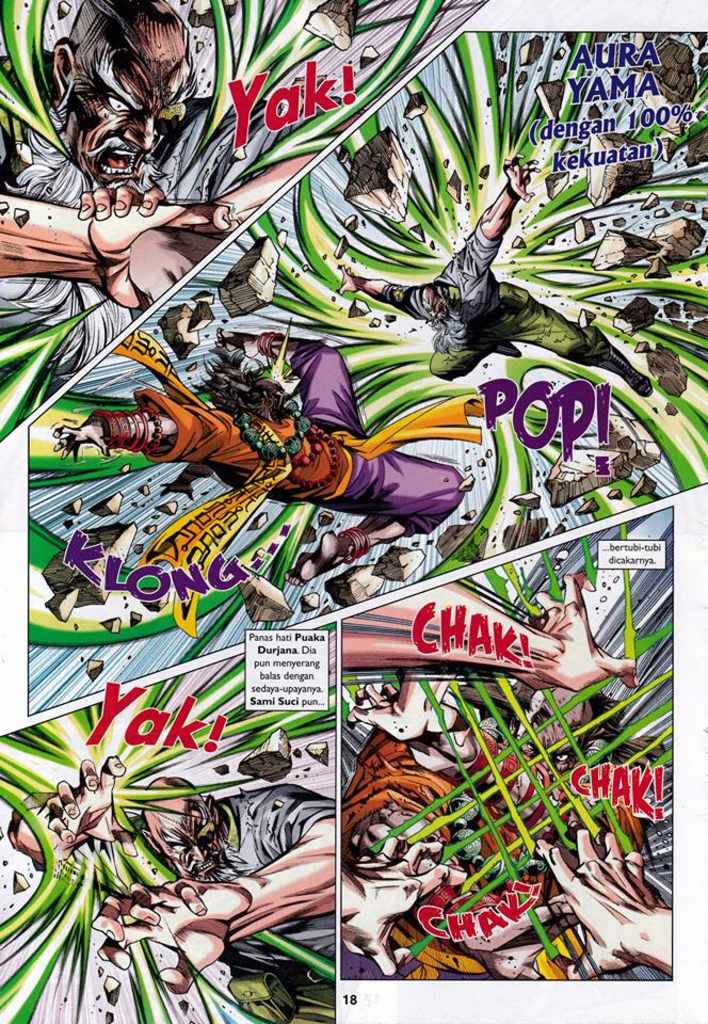 Yak!
AURA
YAMA
(dengan 100%
kekuatan)
POP!
KLONG....
Panas hati Puaka
Durjana. Dia
pun menyerang
balas dengan
sedaya-upayanya.
Sami Suci pun...
...bertubi-tubi
dicakarnya.
Yak!
CHAK!
CHAK!
CHAK!
18